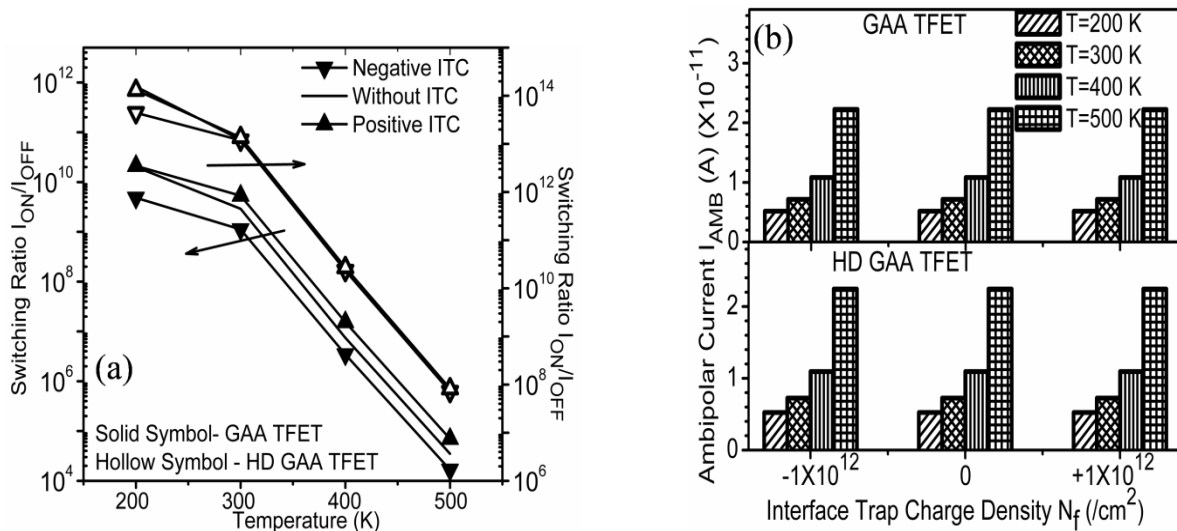 Switching Ratio I_ON/I_OFF
10^12
10^10
10^8
10^6
10^4
Negative ITC
Without ITC
Positive ITC
10^14
10^12
10^10
10^8
10^6
Switching Ratio I_ON/I_OFF
(a)
Solid Symbol- GAA TFET
Hollow Symbol - HD GAA TFET
200 300 400 500
Temperature (K)
(b)
GAA TFET
T=200 K
T=300 K
T=400 K
T=500 K
Ambipolar Current I_AMB (A) (X10^-11)
3
2
1
0
HD GAA TFET
2
1
0
-1X10^12 0 +1X10^12
Interface Trap Charge Density N_f (/cm^2)